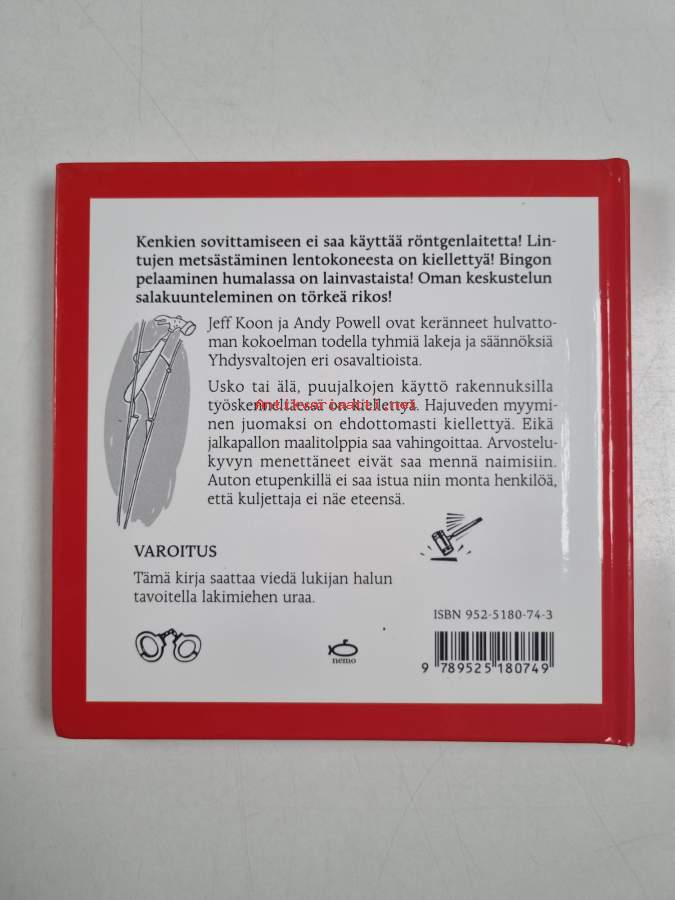 Kenkien sovittamiseen ei saa käyttää röntgenlaitetta! Lin-
tujen metsästäminen lentokoneesta on kiellettyä! Bingon
pelaaminen humalassa on lainvastaista! Oman keskustelun
salakuunteleminen on törkeä rikos!
Jeff Koon ja Andy Powell ovat keränneet hulvatto-
man kokoelman todella tyhmiä lakeja ja säännöksiä
Yhdysvaltojen eri osavaltioista.
Usko tai älä, puujalkojen käyttö rakennuksilla
työskenneltäessä on kiellettyä. Hajuveden myymi-
nen juomaksi on ehdottomasti kiellettyä. Eikä
jalkapallon maalitolppia saa vahingoittaa. Arvostelu-
kyvyn menettäneet eivät saa mennä naimisiin.
Auton etupenkillä ei saa istua niin monta henkilöä,
että kuljettaja ei näe eteensä.
VAROITUS
Tämä kirja saattaa viedä lukijan halun
tavoitella lakimiehen uraa.
ISBN 952-5180-74-3
nemo
9 789525 180749